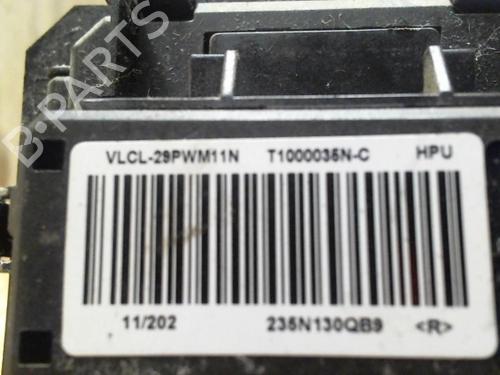 B-PARTS
VLCL-29PWM11N T1000035N-C HPU
11/202 235N130QB9 <R>